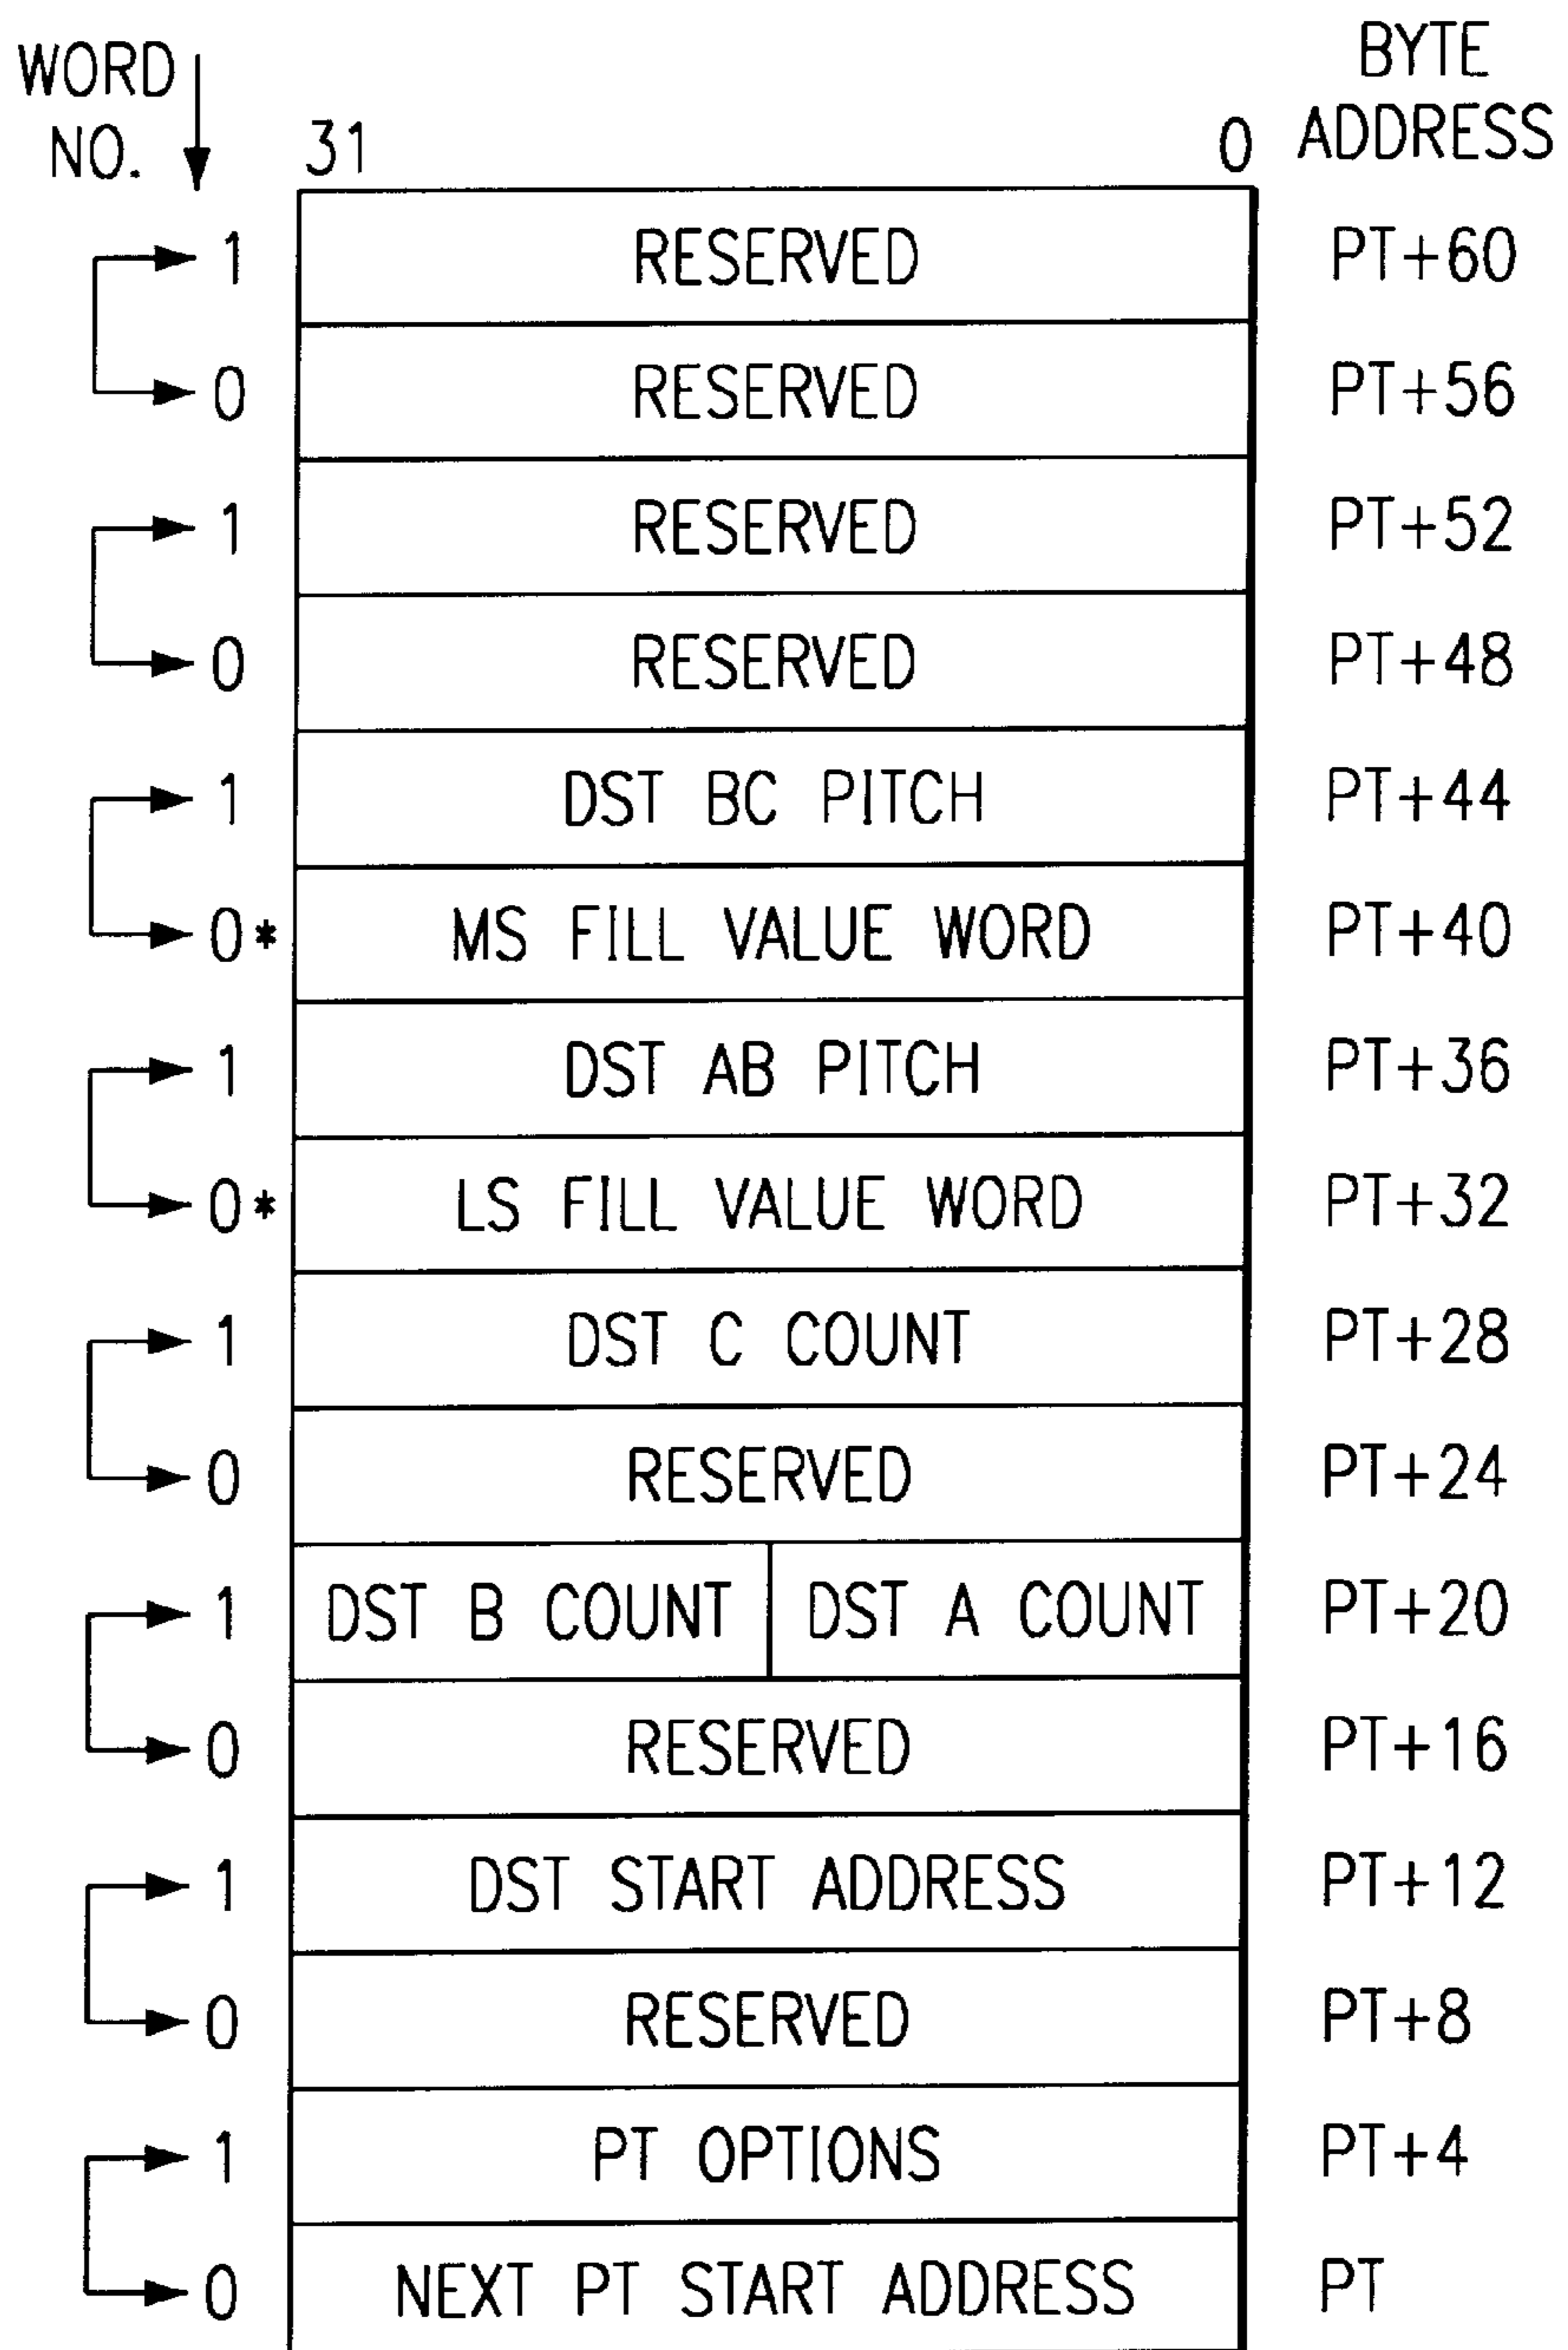 WORD NO. 31 0 BYTE ADDRESS
1 RESERVED PT+60
0 RESERVED PT+56
1 RESERVED PT+52
0 RESERVED PT+48
1 DST BC PITCH PT+44
0* MS FILL VALUE WORD PT+40
1 DST AB PITCH PT+36
0* LS FILL VALUE WORD PT+32
1 DST C COUNT PT+28
0 RESERVED PT+24
1 DST B COUNT DST A COUNT PT+20
0 RESERVED PT+16
1 DST START ADDRESS PT+12
0 RESERVED PT+8
1 PT OPTIONS PT+4
0 NEXT PT START ADDRESS PT